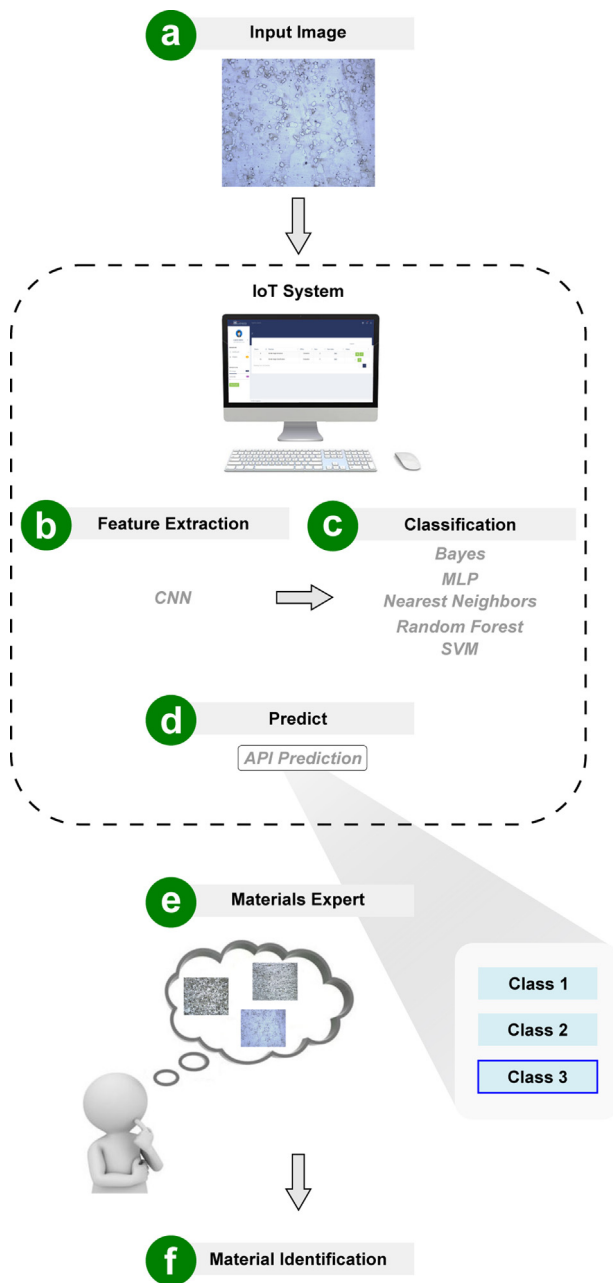 a
Input Image
IoT System
b
Feature Extraction
c
Classification
CNN
Bayes
MLP
Nearest Neighbors
Random Forest
SVM
d
Predict
API Prediction
e
Materials Expert
Class 1
Class 2
Class 3
f
Material Identification